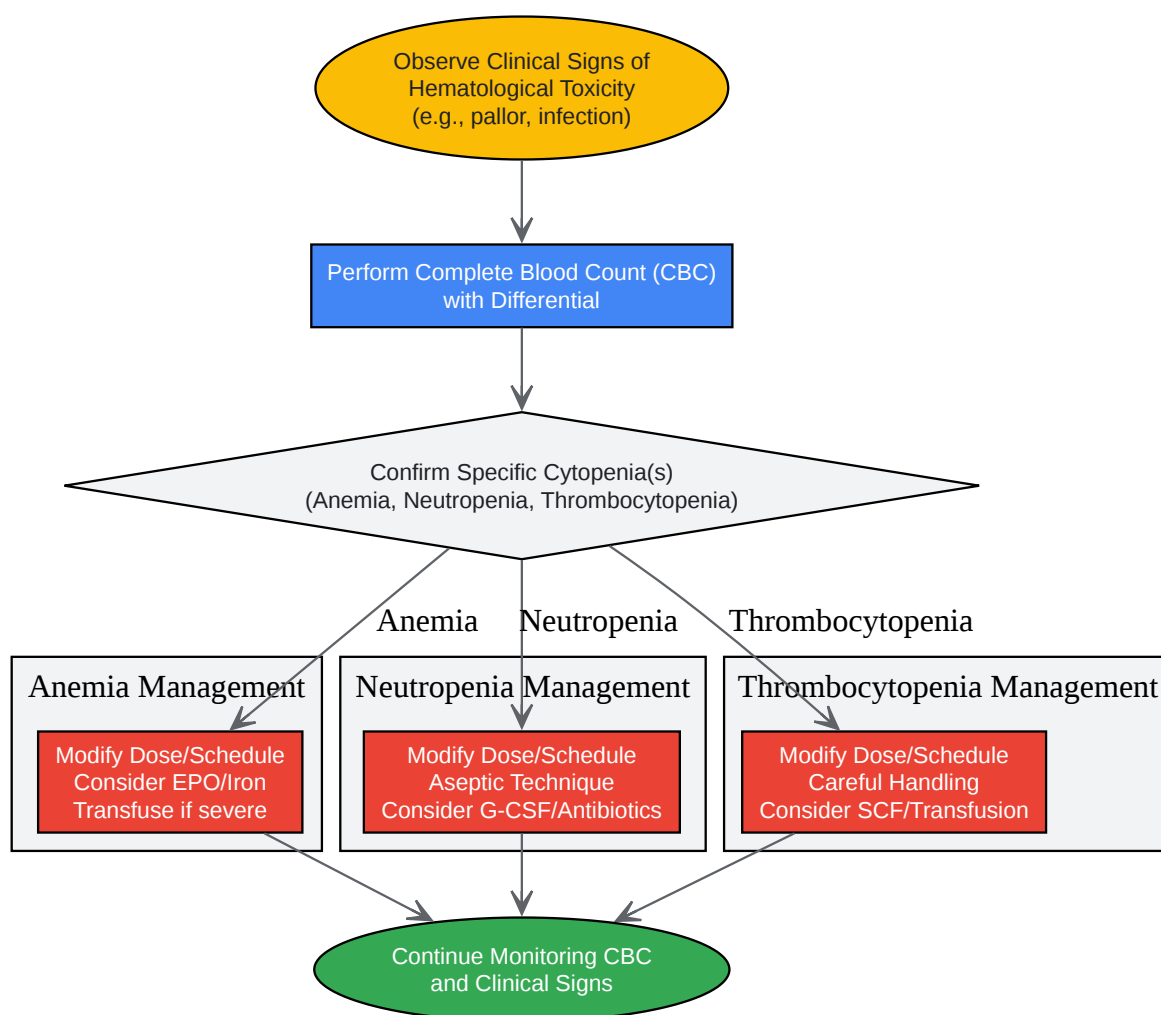 Observe Clinical Signs of
Hematological Toxicity
(e.g., pallor, infection)
Perform Complete Blood Count (CBC)
with Differential
Confirm Specific Cytopenia(s)
(Anemia, Neutropenia, Thrombocytopenia)
Anemia
Neutropenia
Thrombocytopenia
Anemia Management
Modify Dose/Schedule
Consider EPO/Iron
Transfuse if severe
Neutropenia Management
Modify Dose/Schedule
Aseptic Technique
Consider G-CSF/Antibiotics
Thrombocytopenia Management
Modify Dose/Schedule
Careful Handling
Consider SCF/Transfusion
Continue Monitoring CBC
and Clinical Signs